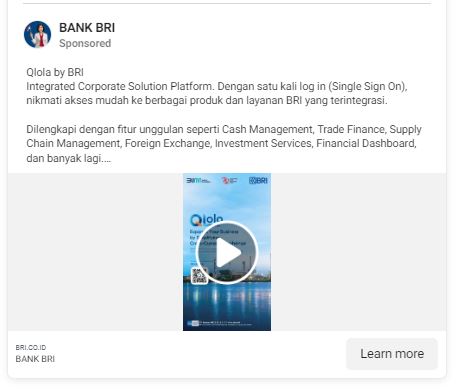 BANK BRI
Sponsored
Qlola by BRI
Integrated Corporate Solution Platform. Dengan satu kali log in (Single Sign On),
nikmati akses mudah ke berbagai produk dan layanan BRI yang terintegrasi.
Dilengkapi dengan fitur unggulan seperti Cash Management, Trade Finance, Supply
Chain Management, Foreign Exchange, Investment Services, Financial Dashboard,
dan banyak lagi....
BRI
Qlola
BRI.CO.ID
BANK BRI
Learn more